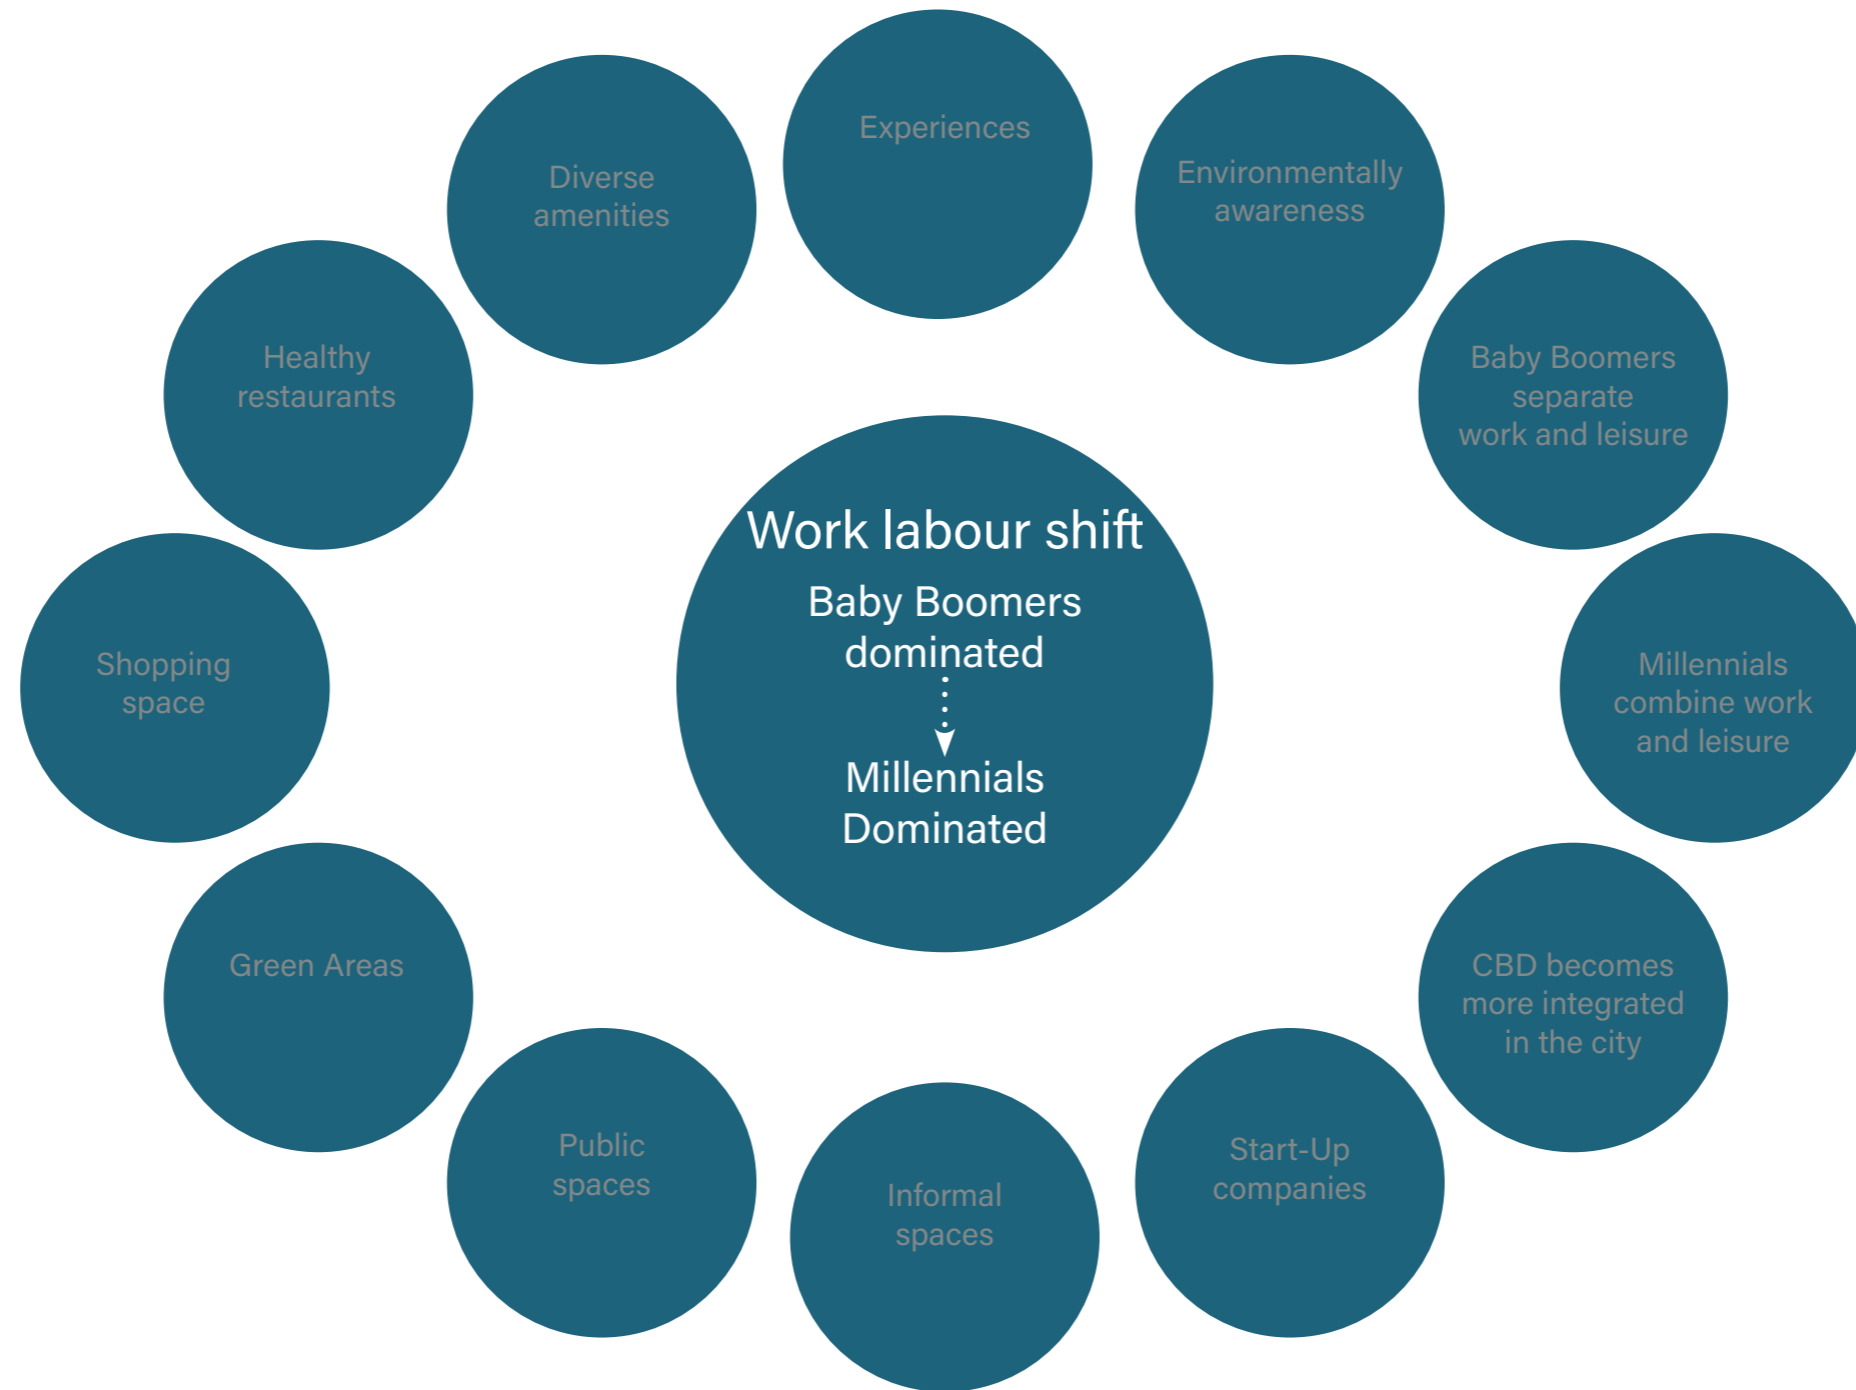 Experiences
Diverse
amenities
Environmentally
awareness
Healthy
restaurants
Baby Boomers
separate
work and leisure
Work labour shift
Baby Boomers
dominated
Millennials
Dominated
Shopping
space
Millennials
combine work
and leisure
Green Areas
CBD becomes
more integrated
in the city
Public
spaces
Informal
spaces
Start-Up
companies